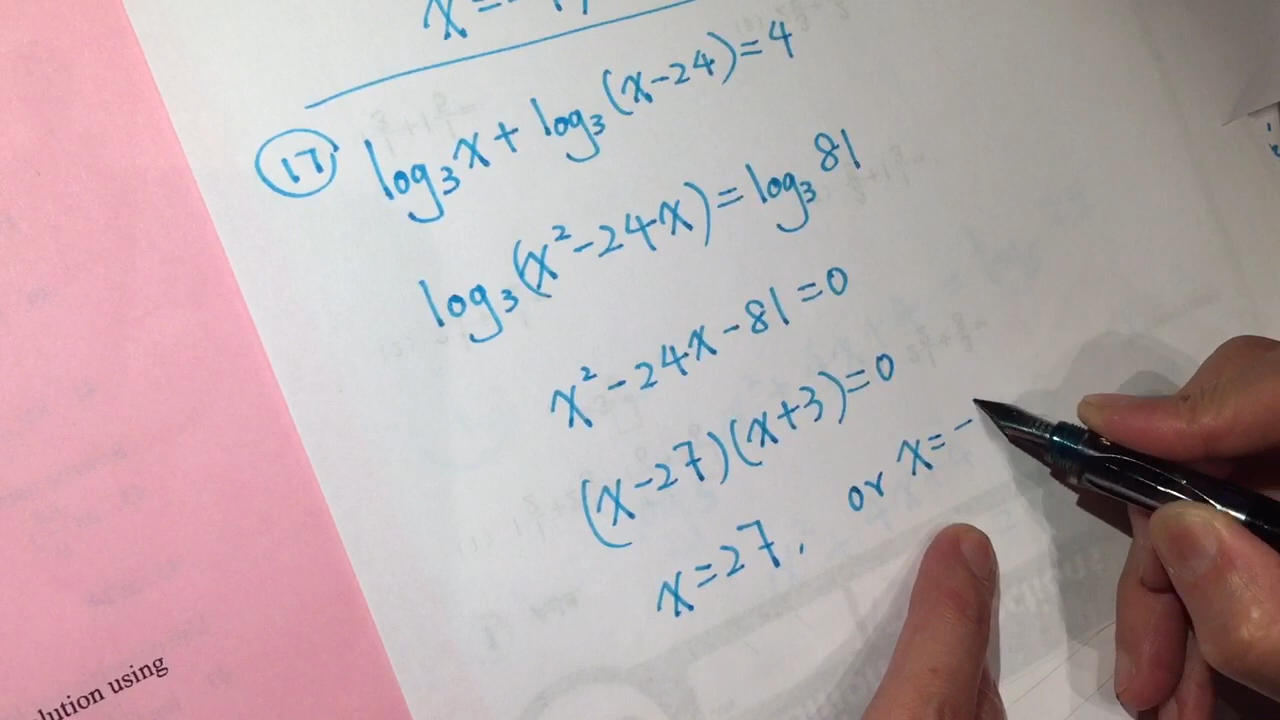 x=
17 log₃x + log₃(x-24)=4
log₃(x²-24x)=log₃81
x²-24x-81=0
(x-27)(x+3)=0
x=27, or x=-
lution using